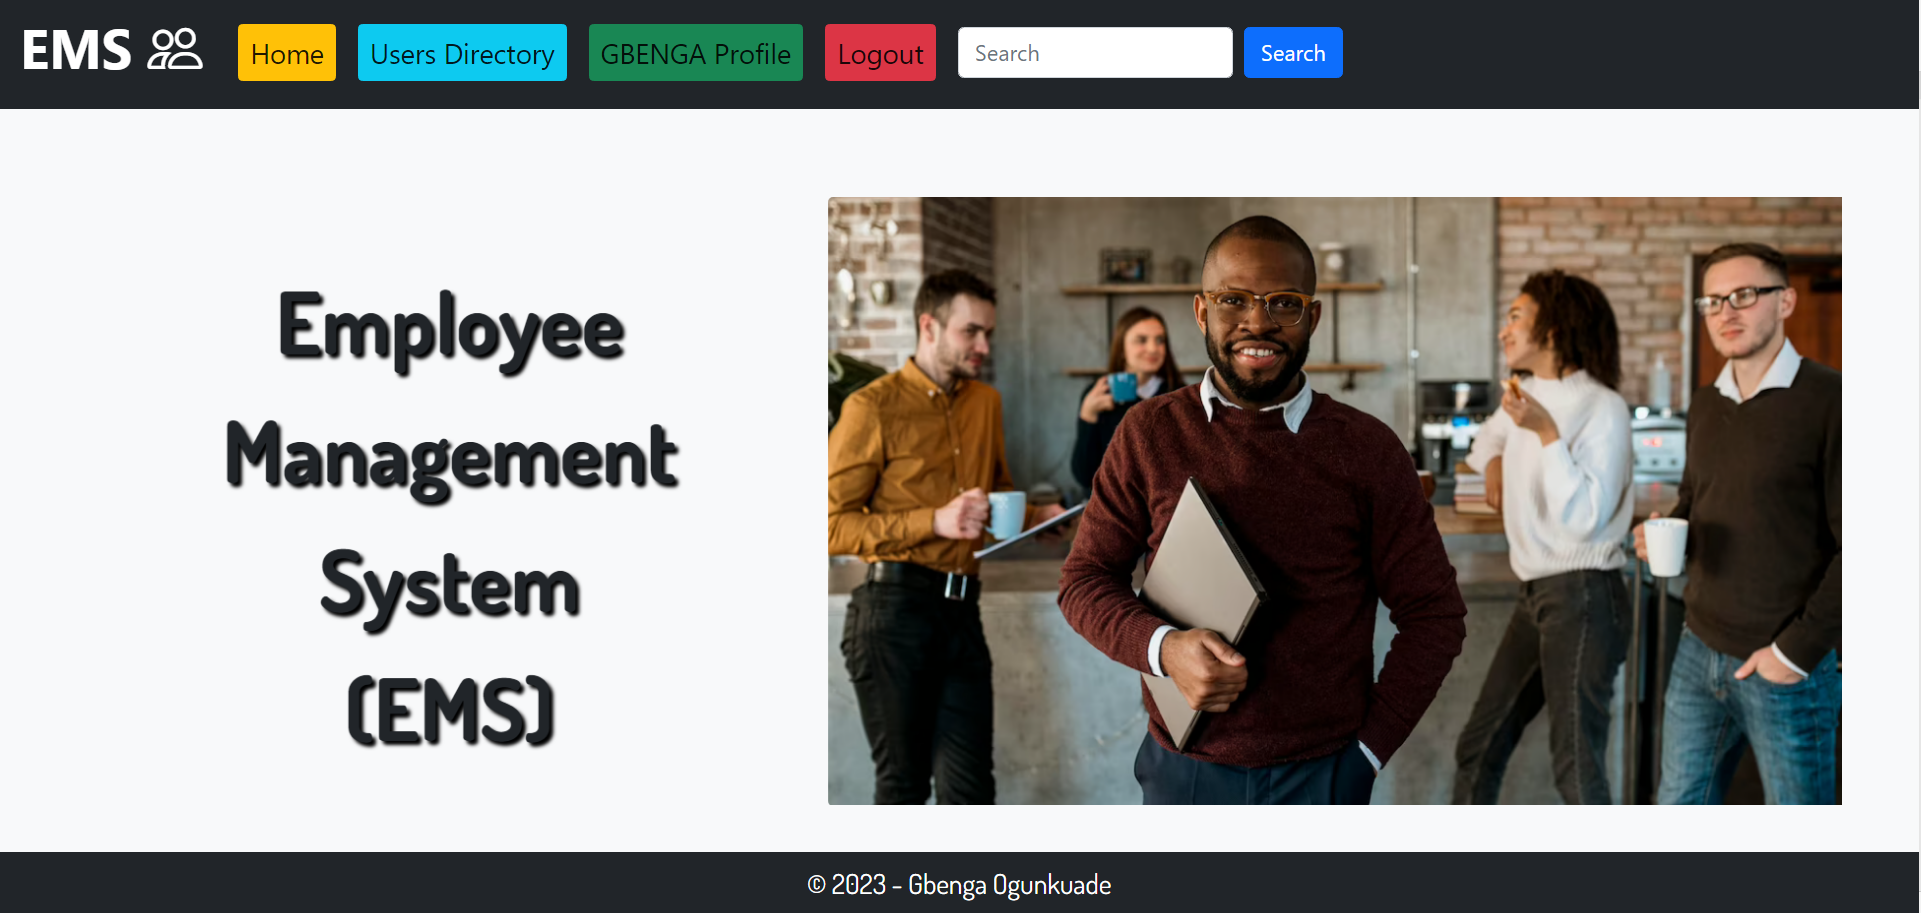 EMS
Home
Users Directory
GBENGA Profile
Logout
Search
Search
Employee
Management
System
(EMS)
© 2023 - Gbenga Ogunkuade